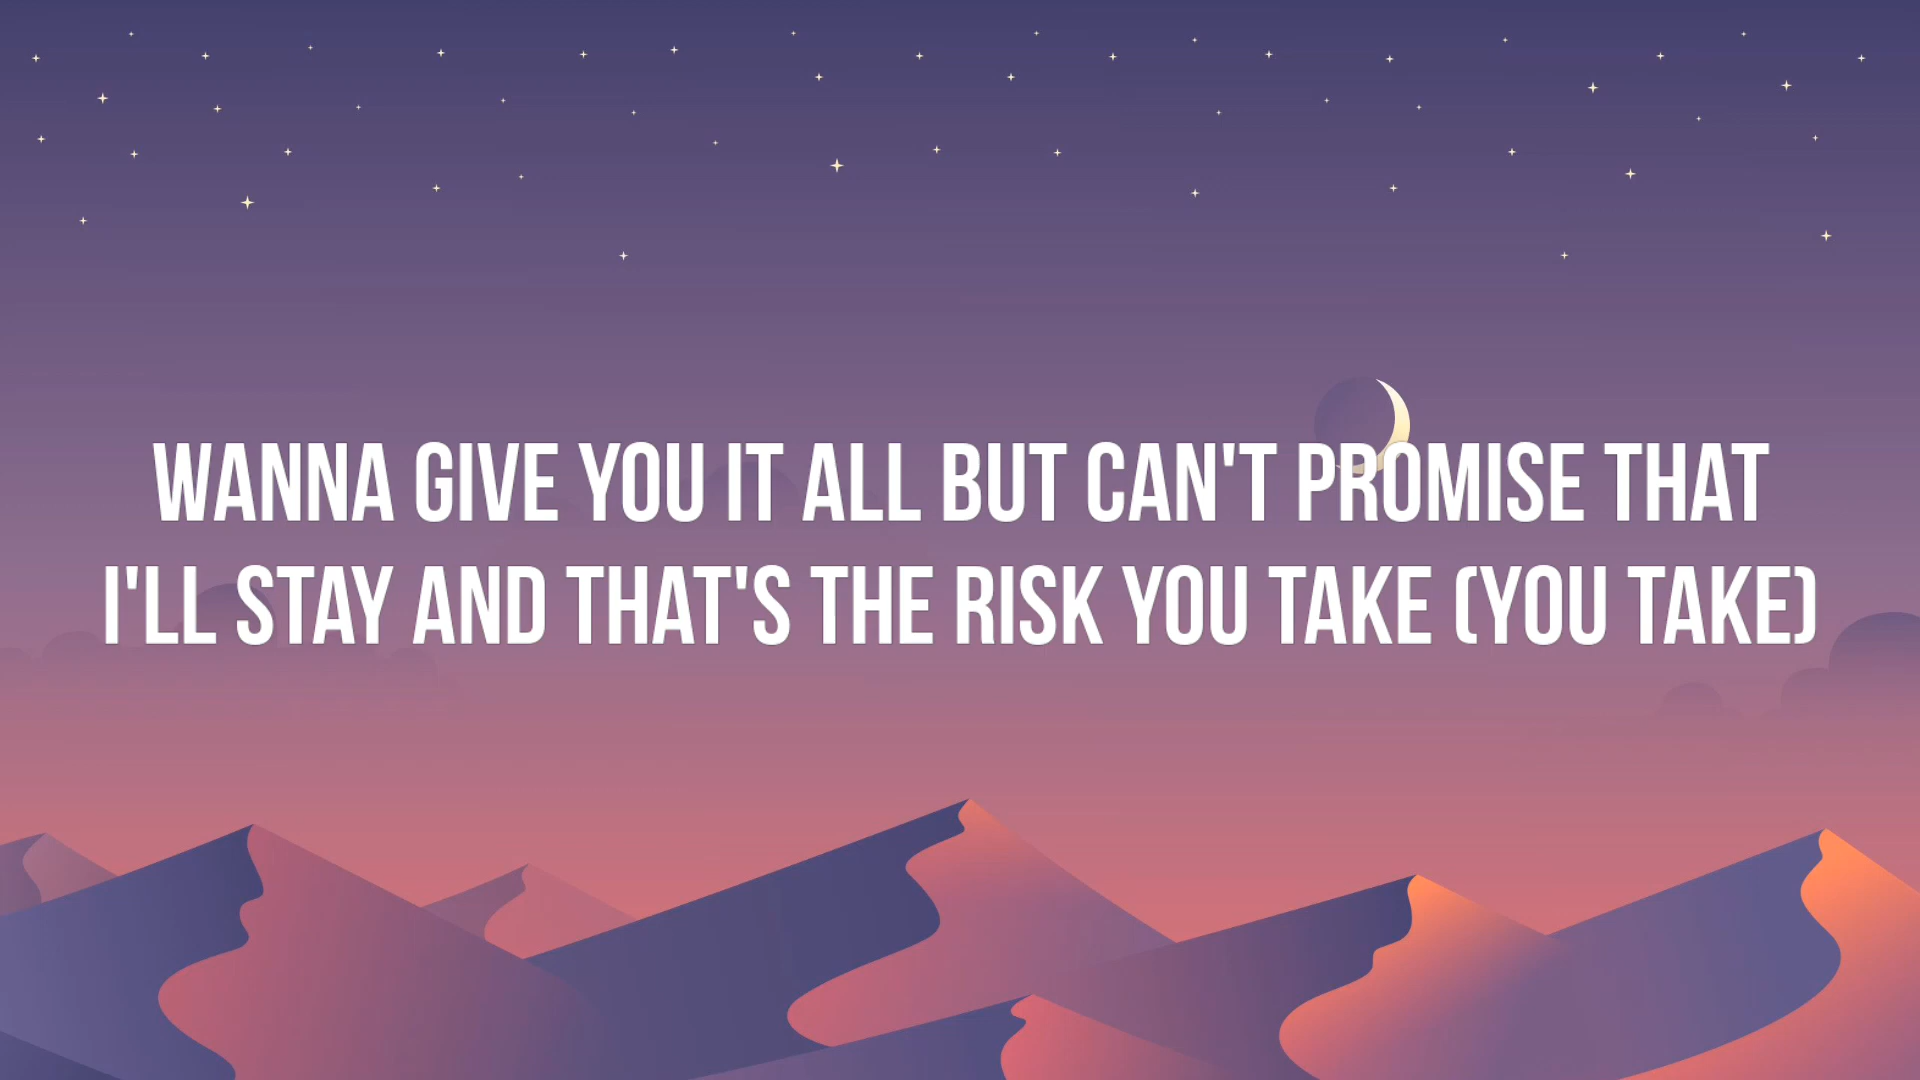 WANNA GIVE YOU IT ALL BUT CAN'T PROMISE THAT
I'LL STAY AND THAT'S THE RISK YOU TAKE (YOU TAKE)